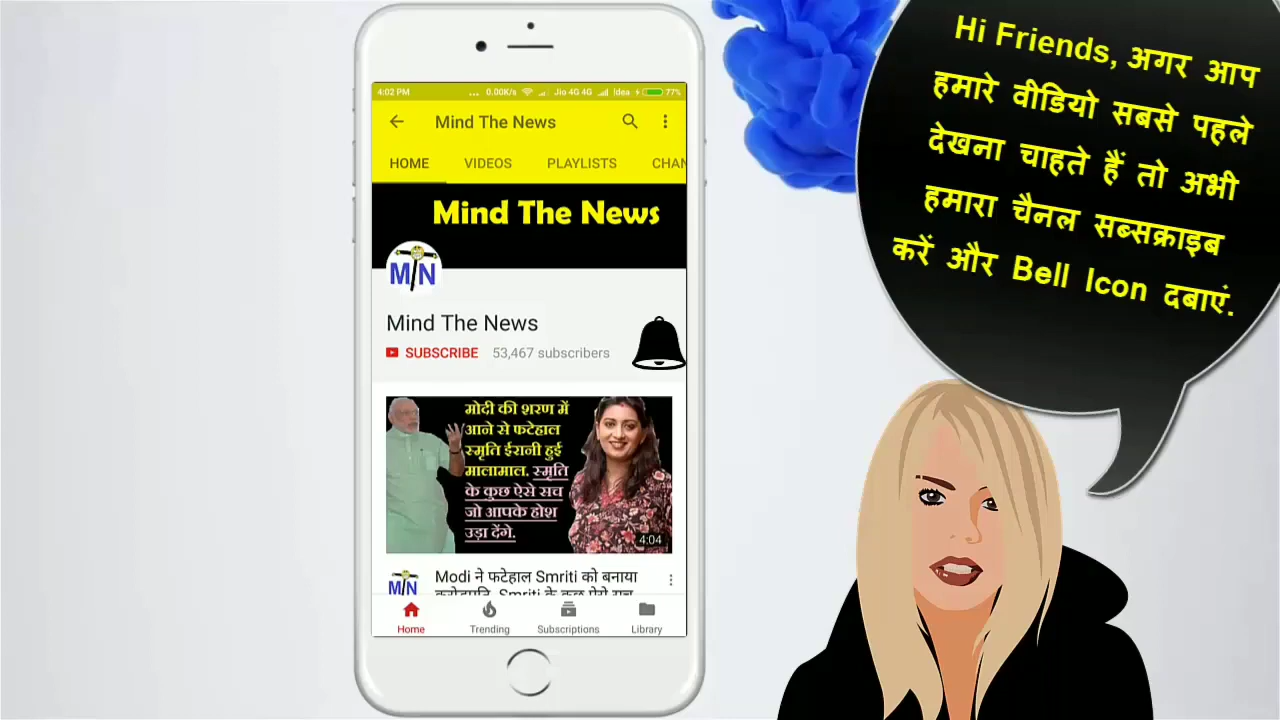 4:02 PM ... 0.00K/s Jio 4G 4G Idea 77%
Mind The News
HOME VIDEOS PLAYLISTS CHAN
Mind The News
MTN
Mind The News
SUBSCRIBE 53,467 subscribers
मोदी की शरण में
आने से फटेहाल
स्मृति ईरानी हुई
मालामाल. स्मृति
के कुछ ऐसे सच
जो आपके होश
उड़ा देंगे.
4:04
MTN
Modi ने फटेहाल Smriti को बनाया
Home Trending Subscriptions Library
Hi Friends, अगर आप
हमारे वीडियो सबसे पहले
देखना चाहते हैं तो अभी
हमारा चैनल सब्सक्राइब
करें और Bell Icon दबाएं.